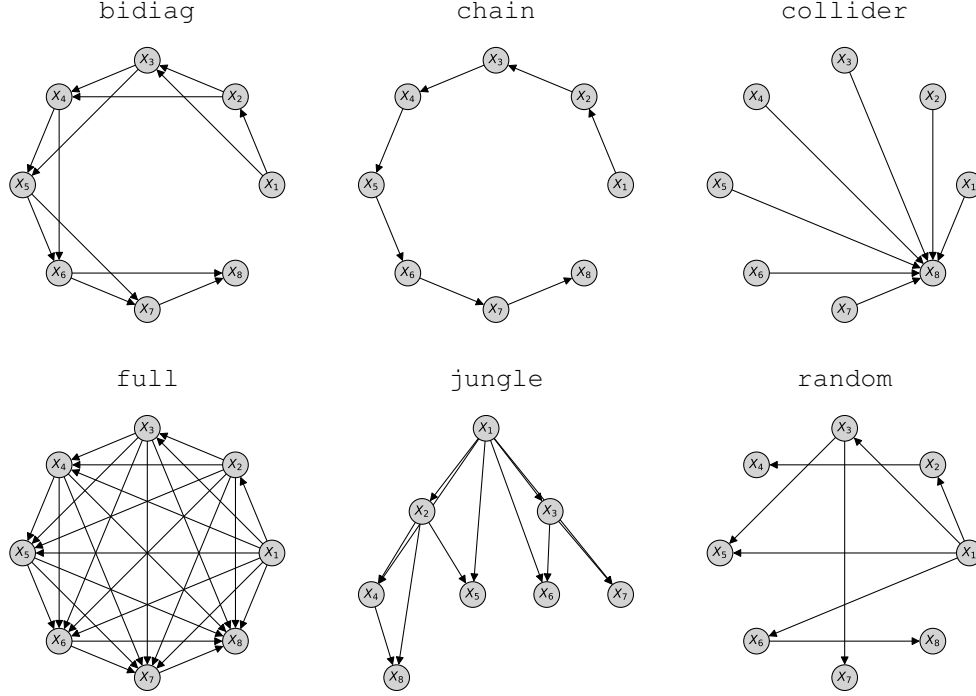 bidiag
chain
collider
X3
X4
X2
X5
X1
X6
X8
X7
X3
X4
X2
X5
X1
X6
X8
X7
X3
X4
X2
X5
X1
X6
X8
X7
full
jungle
random
X3
X4
X2
X5
X1
X6
X8
X7
X1
X2
X3
X4
X5
X6
X7
X8
X3
X4
X2
X5
X1
X6
X8
X7